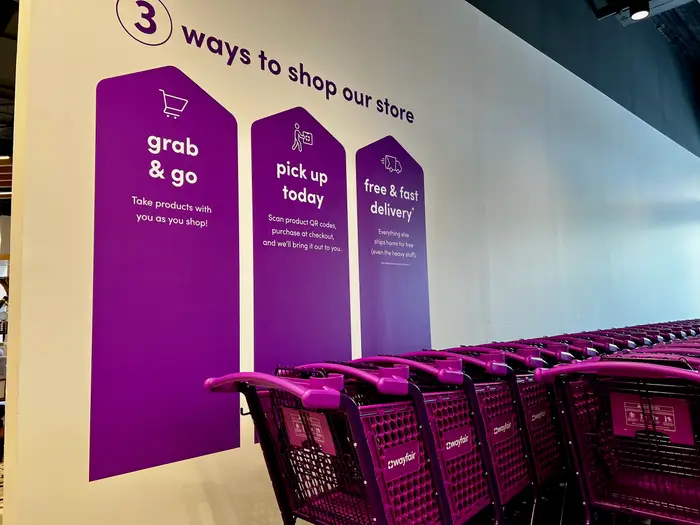 3 ways to shop our store
grab
& go
Take products with
you as you shop!
pick up
today
Scan product QR codes,
purchase at checkout,
and we'll bring it out to you.
free & fast
delivery*
Everything else
ships home for free
(even the heavy stuff).
wayfair
wayfair
wayfair
wayfair